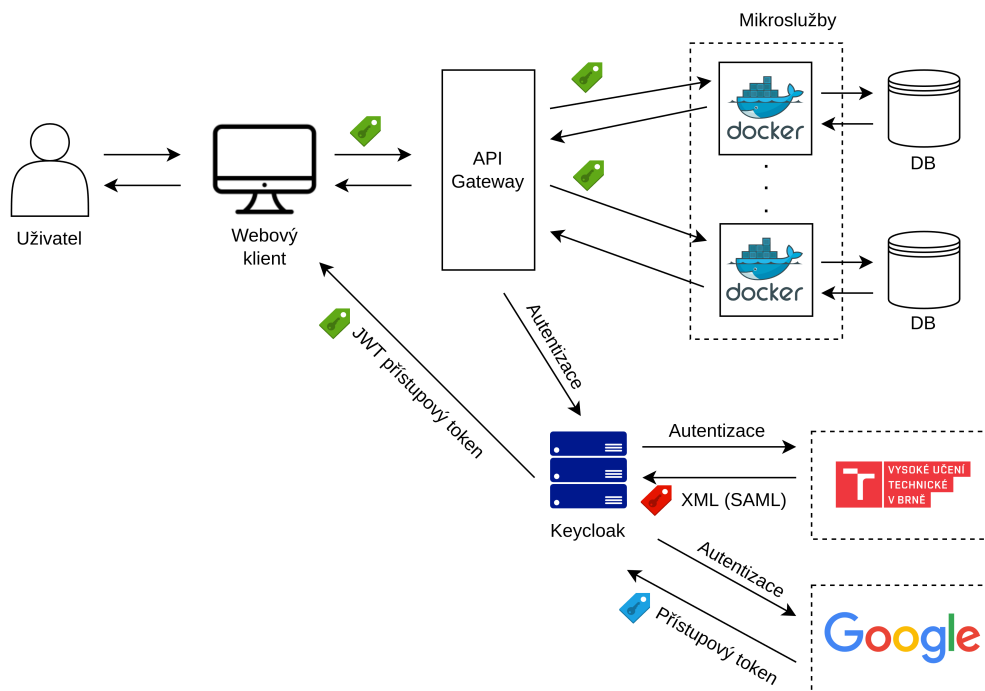 Mikroslužby
API
Gateway
docker
DB
Uživatel
Webový
klient
docker
DB
Autentizace
JWT přístupový token
Autentizace
VYSOKÉ UČENÍ
TECHNICKÉ
V BRNĚ
XML (SAML)
Keycloak
Autentizace
Přístupový token
Google